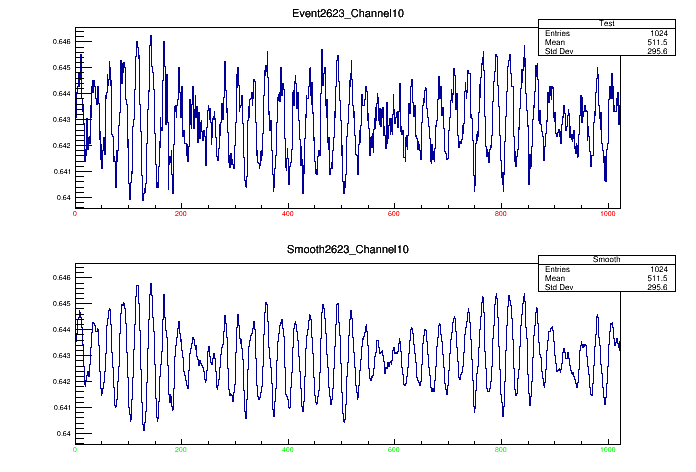 Event2623_Channel10
Test
Entries 1024
Mean 511.5
Std Dev 295.6
0.646
0.645
0.644
0.643
0.642
0.641
0.64
0 200 400 600 800 1000
Smooth2623_Channel10
Smooth
Entries 1024
Mean 511.5
Std Dev 295.6
0.646
0.645
0.644
0.643
0.642
0.641
0.64
0 200 400 600 800 1000